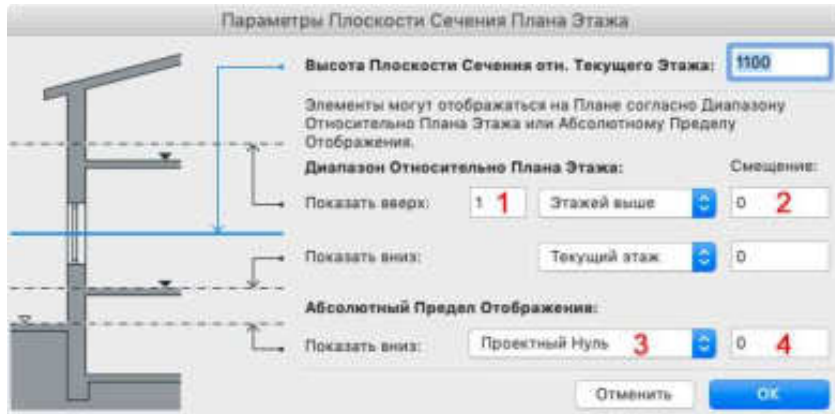 Параметры Плоскости Сечения Плана Этажа
Высота Плоскости Сечения отн. Текущего Этажа: 1100
Элементы могут отображаться на Плане согласно Диапазону
Относительно Плана Этажа или Абсолютному Пределу
Отображения.
Диапазон Относительно Плана Этажа: Смещение:
Показать вверх: 1 1 Этажей выше 0 2
Показать вниз: Текущий этаж 0
Абсолютный Предел Отображения:
Показать вниз: Проектный Нуль 3 0 4
Отменить OK